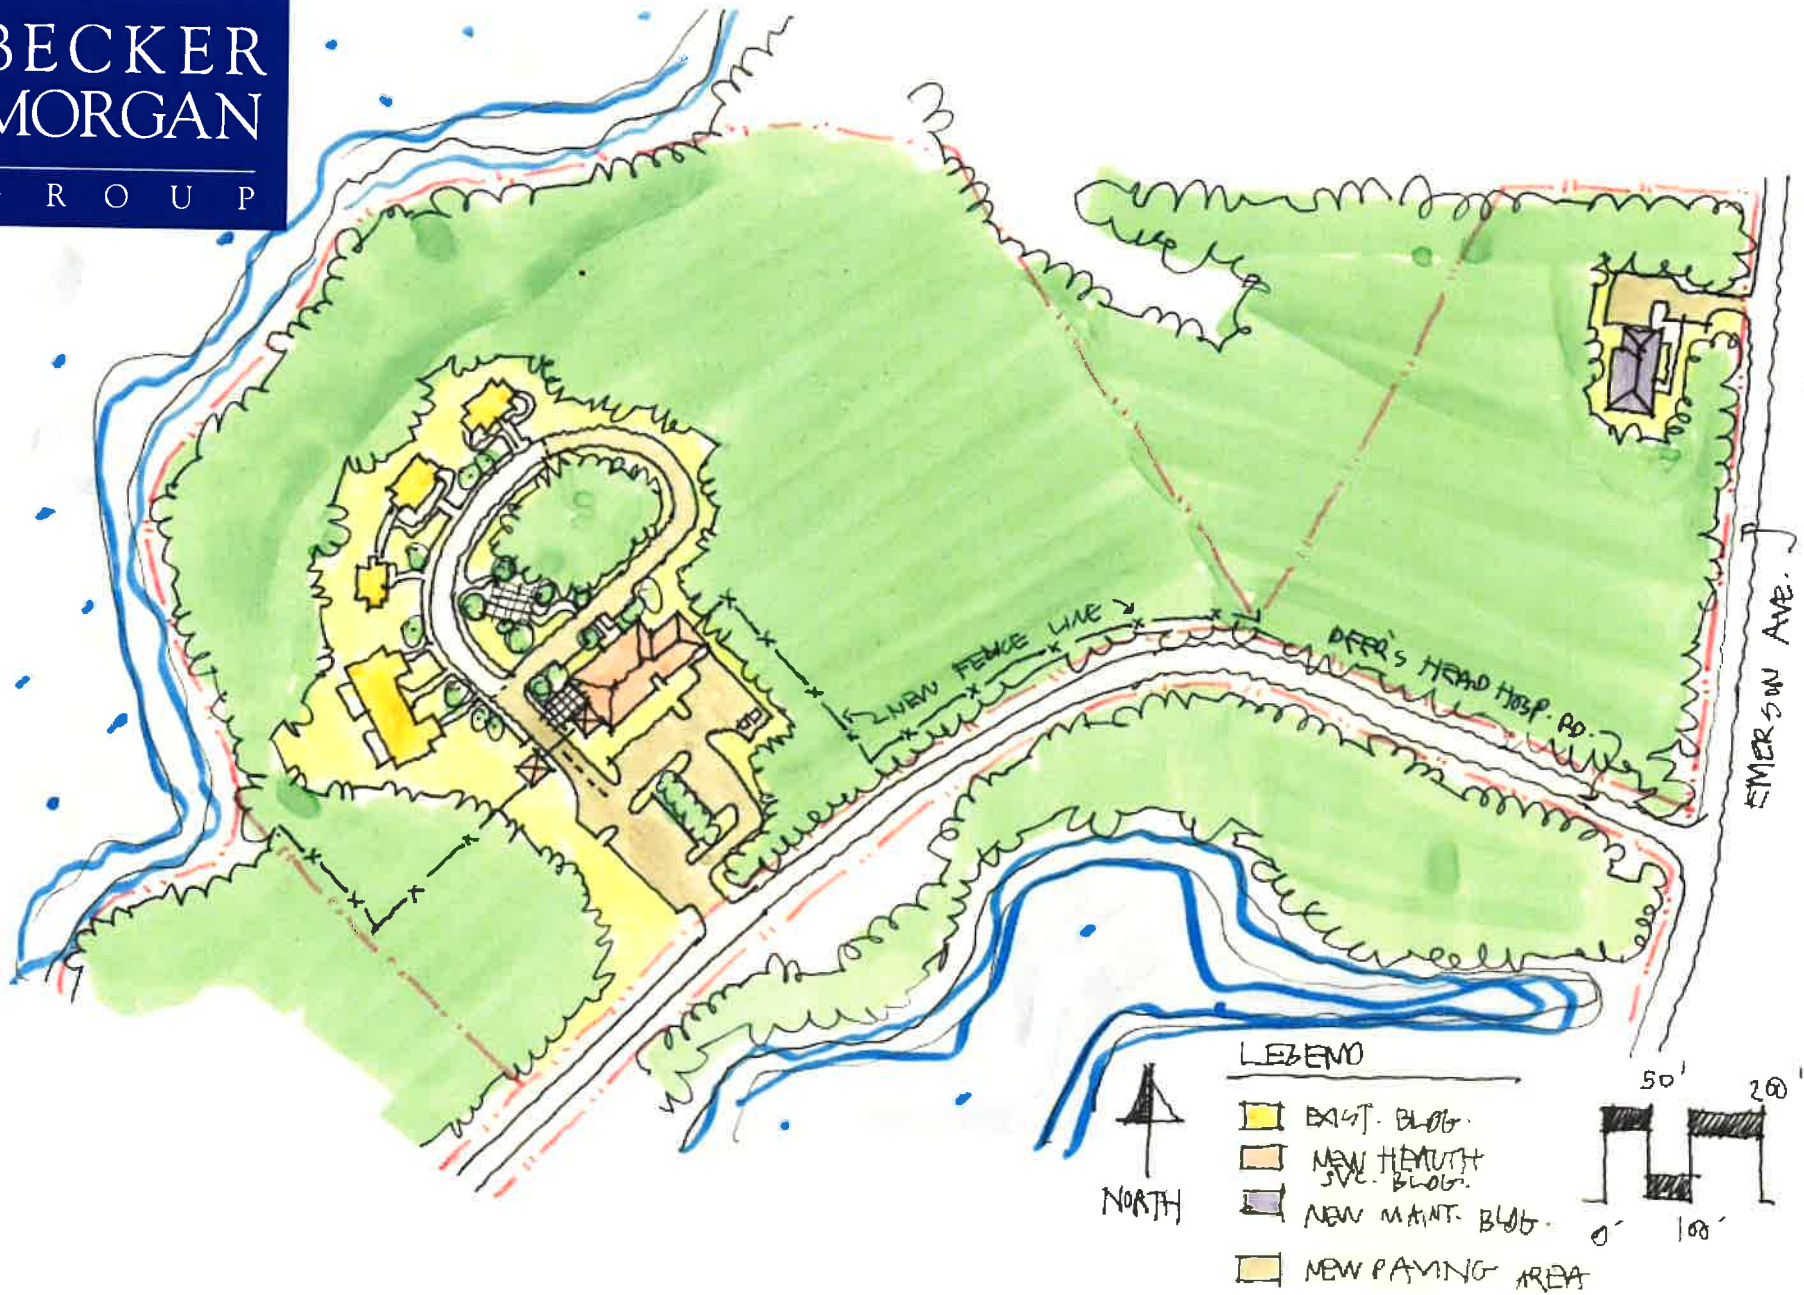 BECKER
MORGAN
GROUP
NEW FENCE LINE
DEER'S HEAD HOSP. RD.
EMERSON AVE.
LEGEND
EXIST. BLDG.
NEW HEALTH
SVC. BLDG.
NEW MAINT. BLDG.
NEW PAVING AREA
NORTH
50'
200'
0'
100'